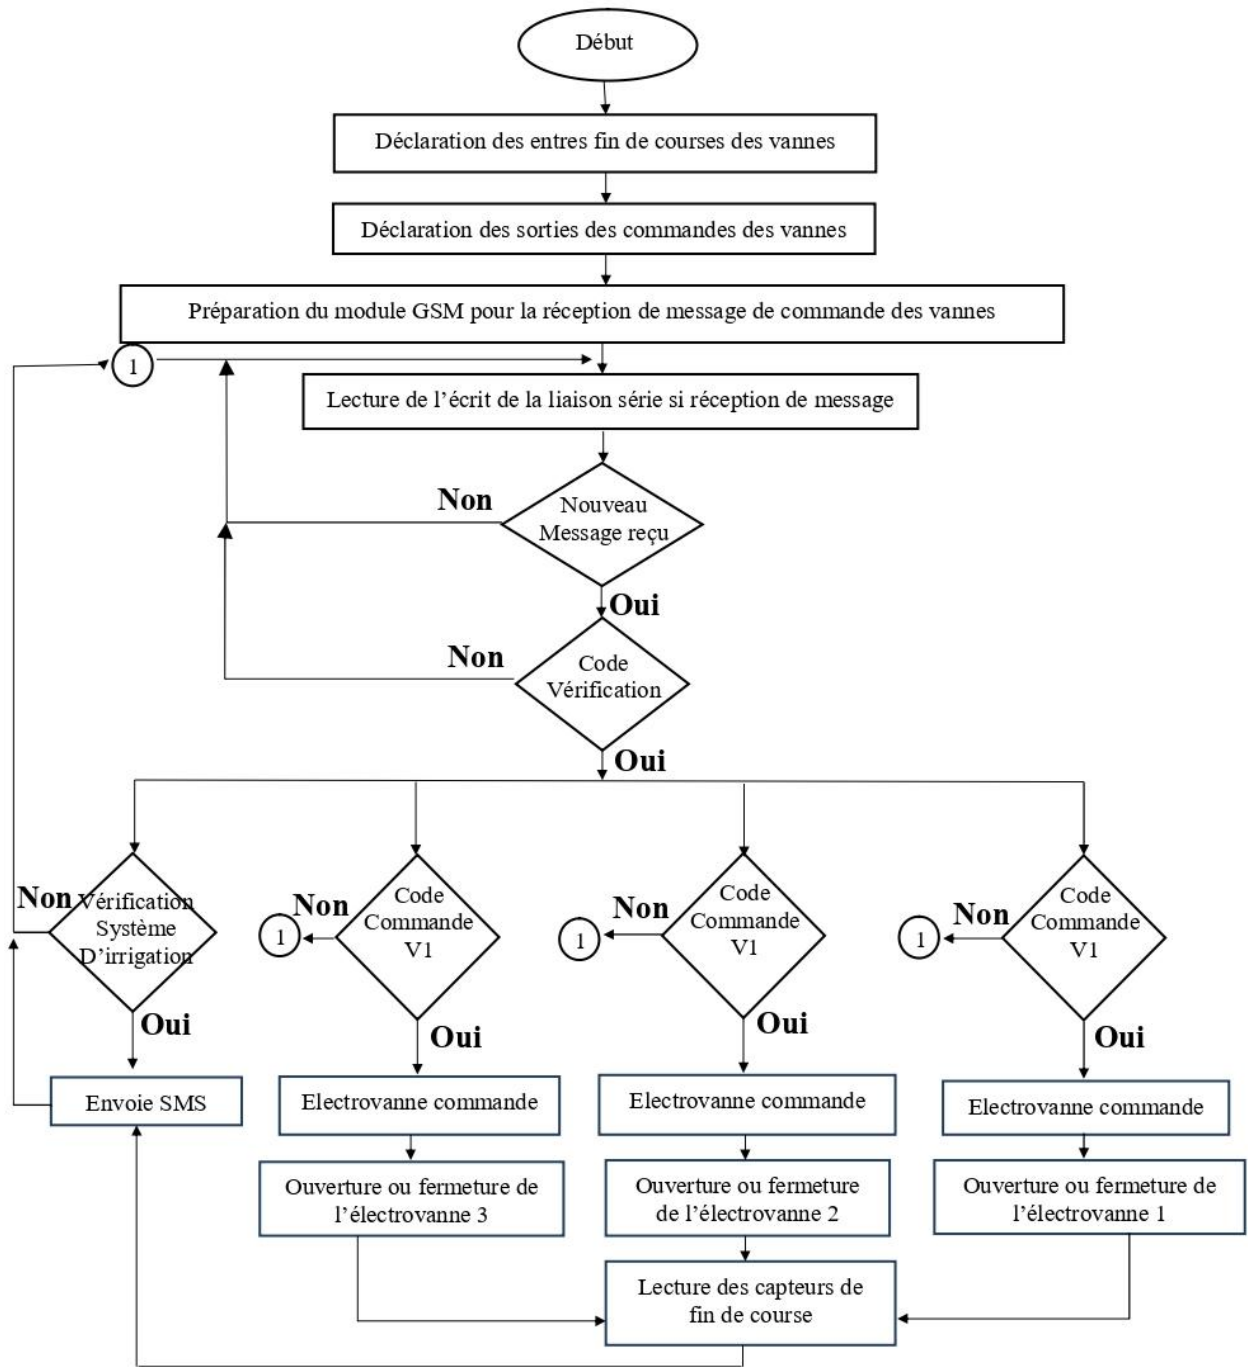 Début
Déclaration des entres fin de courses des vannes
Déclaration des sorties des commandes des vannes
Préparation du module GSM pour la réception de message de commande des vannes
1
Lecture de l’écrit de la liaison série si réception de message
Non
Nouveau
Message reçu
Oui
Non
Code
Vérification
Oui
Non
Vérification
Système
D’irrigation
Oui
1
Non
Code
Commande
V1
Oui
1
Non
Code
Commande
V1
Oui
1
Non
Code
Commande
V1
Oui
Envoie SMS
Electrovanne commande
Electrovanne commande
Electrovanne commande
Ouverture ou fermeture de
l’électrovanne 3
Ouverture ou fermeture
de l’électrovanne 2
Ouverture ou fermeture de
l’électrovanne 1
Lecture des capteurs de
fin de course